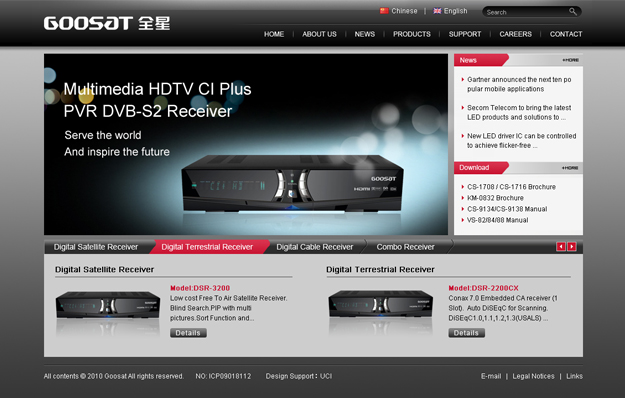 GOOSAT 全星
Chinese | English
Search
HOME | ABOUT US | NEWS | PRODUCTS | SUPPORT | CAREERS | CONTACT
Multimedia HDTV CI Plus
PVR DVB-S2 Receiver
Serve the world
And inspire the future
GOOSAT
HDMI
News
+MORE
Gartner announced the next ten po
pular mobile applications
Secom Telecom to bring the latest
LED products and solutions to ...
New LED driver IC can be controlled
to achieve flicker-free ...
Download
+MORE
CS-1708 / CS-1716 Brochure
KM-0832 Brochure
CS-9134/CS-9138 Manual
VS-82/84/88 Manual
Digital Satellite Receiver
Digital Terrestrial Receiver
Digital Cable Receiver
Combo Receiver
Digital Satellite Receiver
Model:DSR-3200
Low cost Free To Air Satellite Receiver.
Blind Search.PIP with multi
pictures.Sort Function and...
Details
Digital Terrestrial Receiver
Model:DSR-2200CX
Conax 7.0 Embedded CA receiver (1
Slot). Auto DiSEqC for Scanning.
DiSEqC1.0,1.1,1.2,1.3(USALS) ...
Details
All contents © 2010 Goosat All rights reserved. NO: ICP09018112 Design Support: UCI
E-mail | Legal Notices | Links